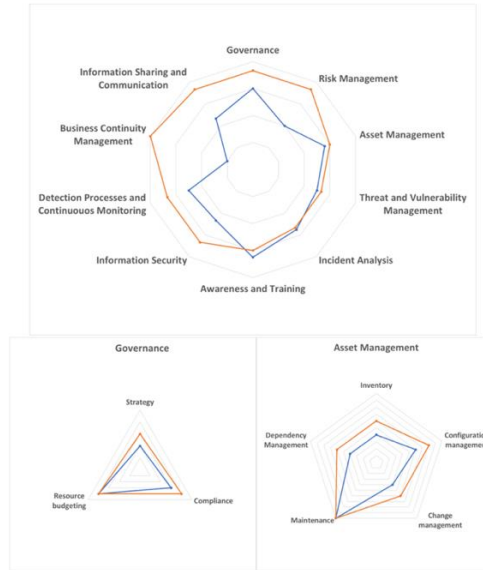 Governance
Information Sharing and
Communication
Risk Management
Business Continuity
Management
Asset Management
Detection Processes and
Continuouos Monitoring
Threat and Vulnerability
Management
Information Security
Incident Analysis
Awareness and Training
Governance
Strategy
Resource
budgeting
Compliance
Asset Management
Inventory
Dependency
Management
Configuratio
management
Maintenance
Change
management